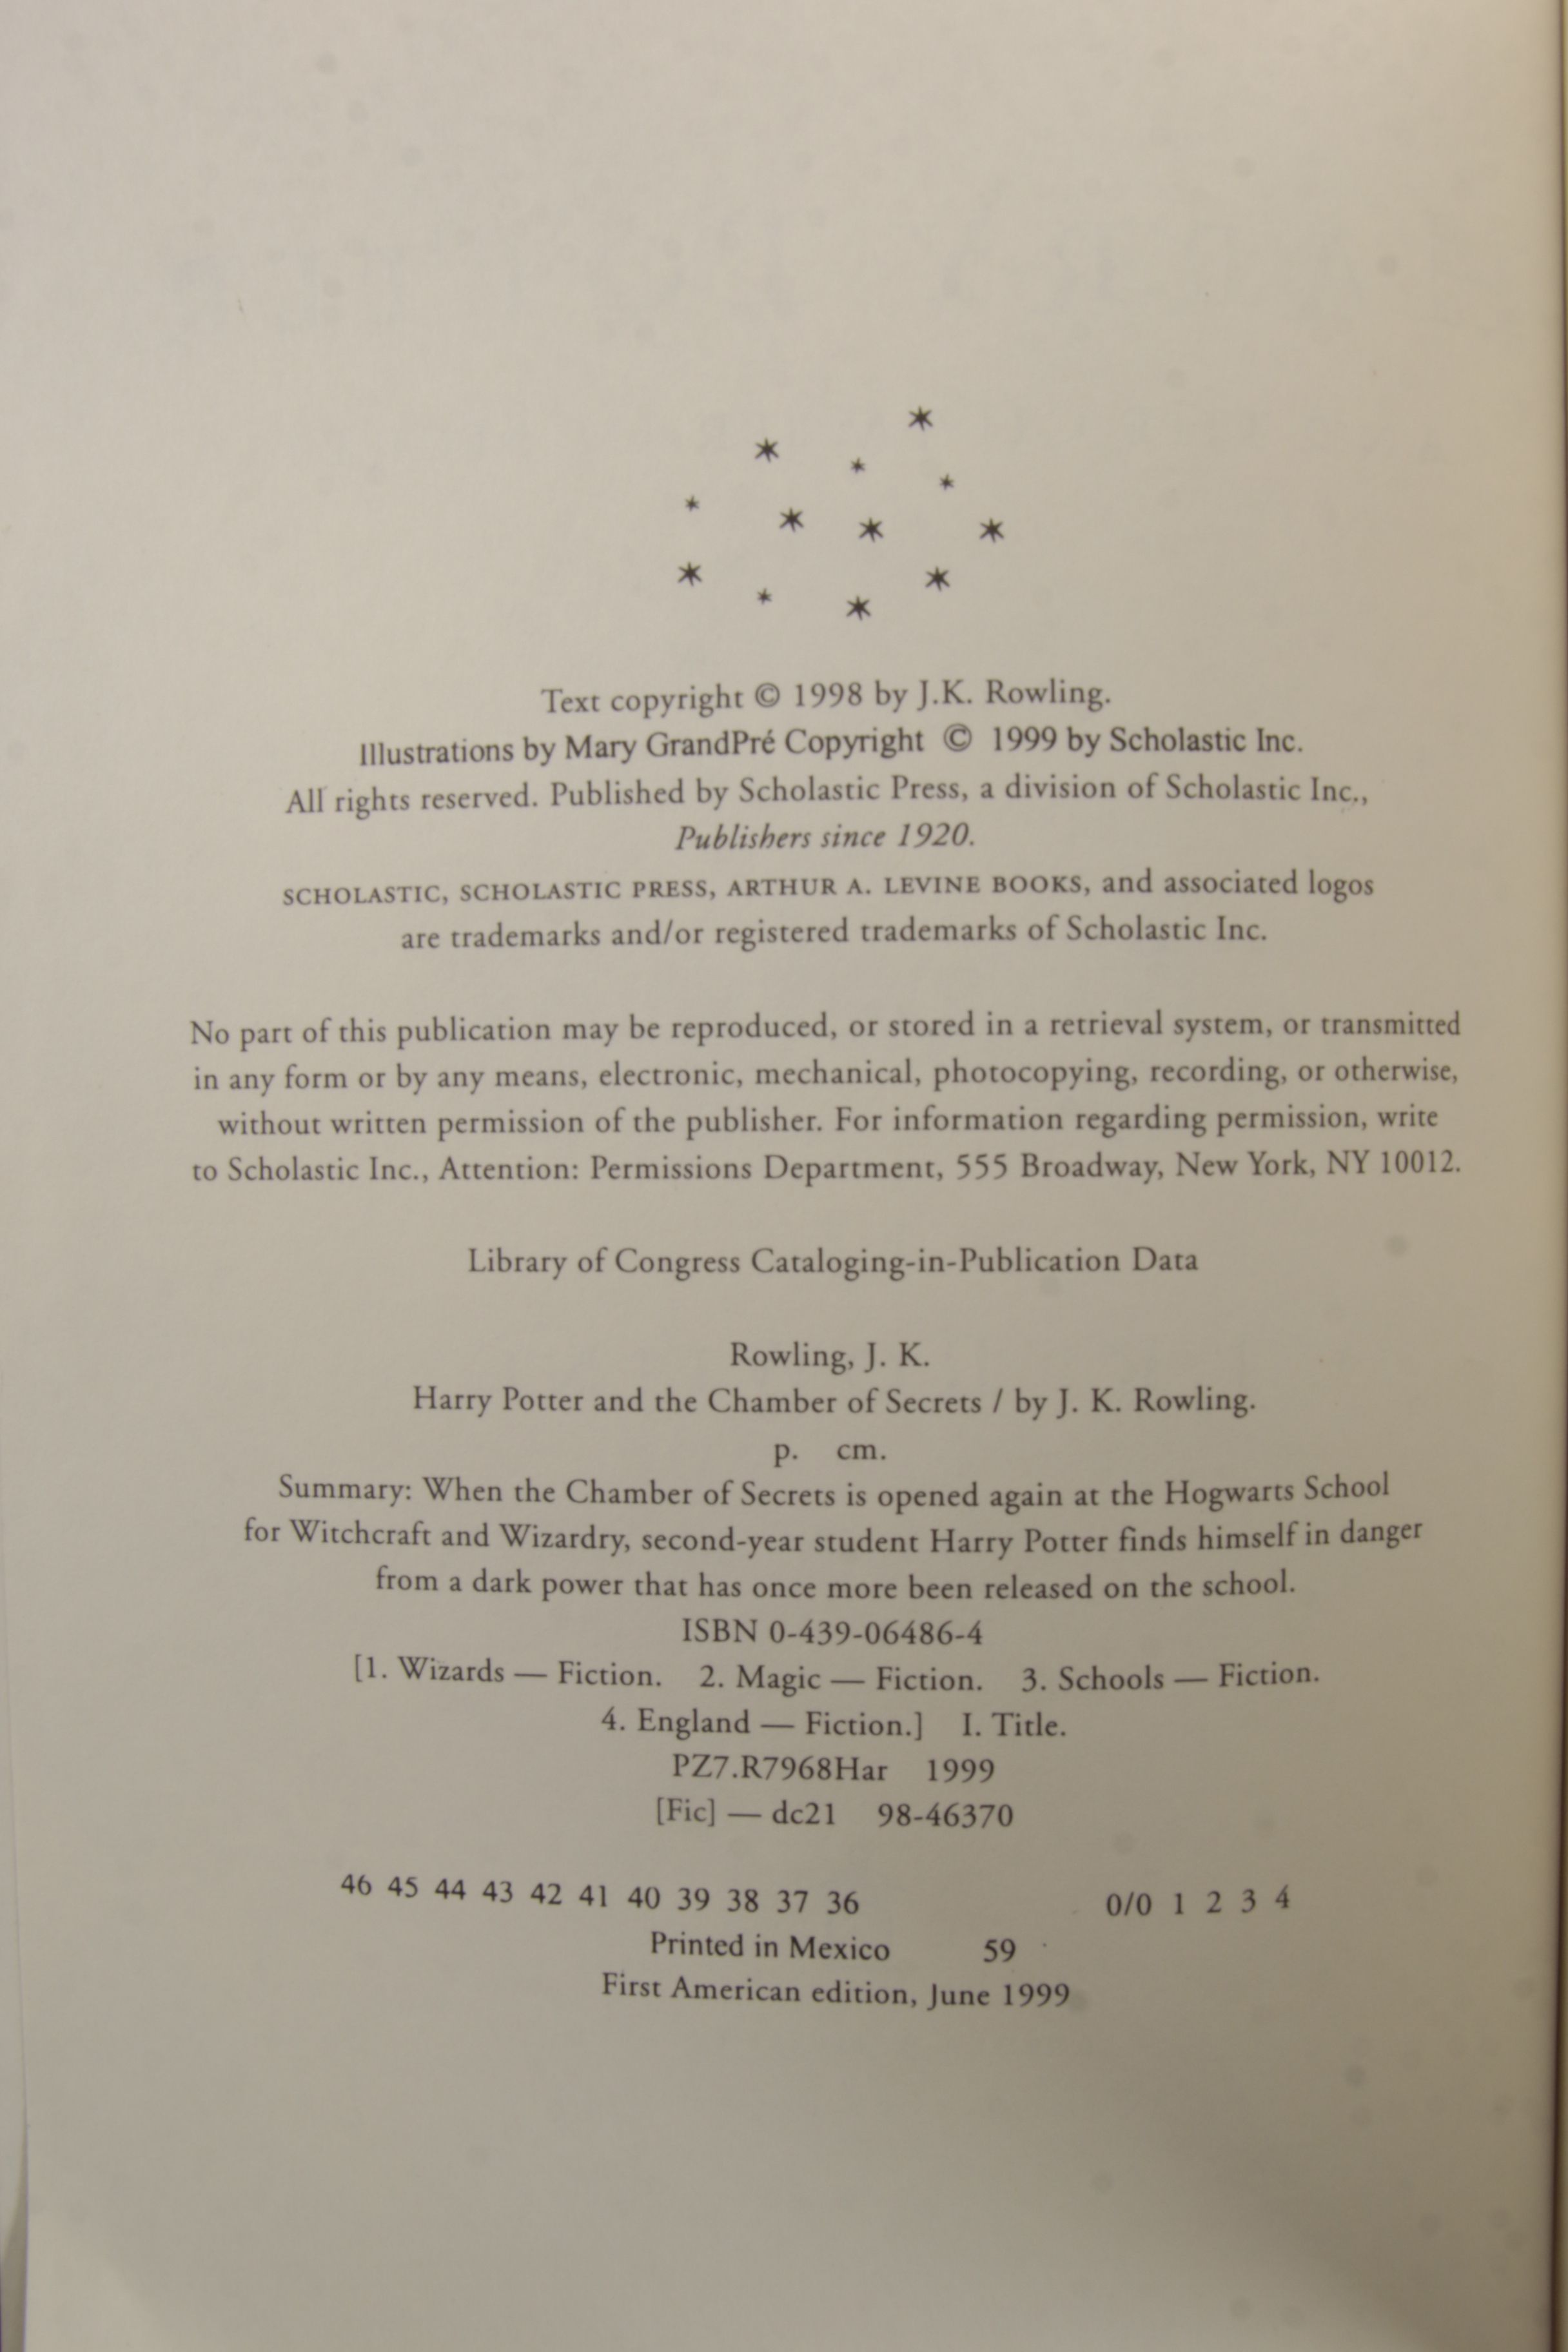 Text copyright © 1998 by J.K. Rowling.
Illustrations by Mary GrandPré Copyright © 1999 by Scholastic Inc.
All rights reserved. Published by Scholastic Press, a division of Scholastic Inc.,
Publishers since 1920.
SCHOLASTIC, SCHOLASTIC PRESS, ARTHUR A. LEVINE BOOKS, and associated logos
are trademarks and/or registered trademarks of Scholastic Inc.
No part of this publication may be reproduced, or stored in a retrieval system, or transmitted
in any form or by any means, electronic, mechanical, photocopying, recording, or otherwise,
without written permission of the publisher. For information regarding permission, write
to Scholastic Inc., Attention: Permissions Department, 555 Broadway, New York, NY 10012.
Library of Congress Cataloging-in-Publication Data
Rowling, J. K.
Harry Potter and the Chamber of Secrets / by J. K. Rowling.
p. cm.
Summary: When the Chamber of Secrets is opened again at the Hogwarts School
for Witchcraft and Wizardry, second-year student Harry Potter finds himself in danger
from a dark power that has once more been released on the school.
ISBN 0-439-06486-4
[1. Wizards — Fiction. 2. Magic — Fiction. 3. Schools — Fiction.
4. England — Fiction.] I. Title.
PZ7.R7968Har 1999
[Fic] — dc21 98-46370
46 45 44 43 42 41 40 39 38 37 36 0/0 1 2 3 4
Printed in Mexico 59
First American edition, June 1999